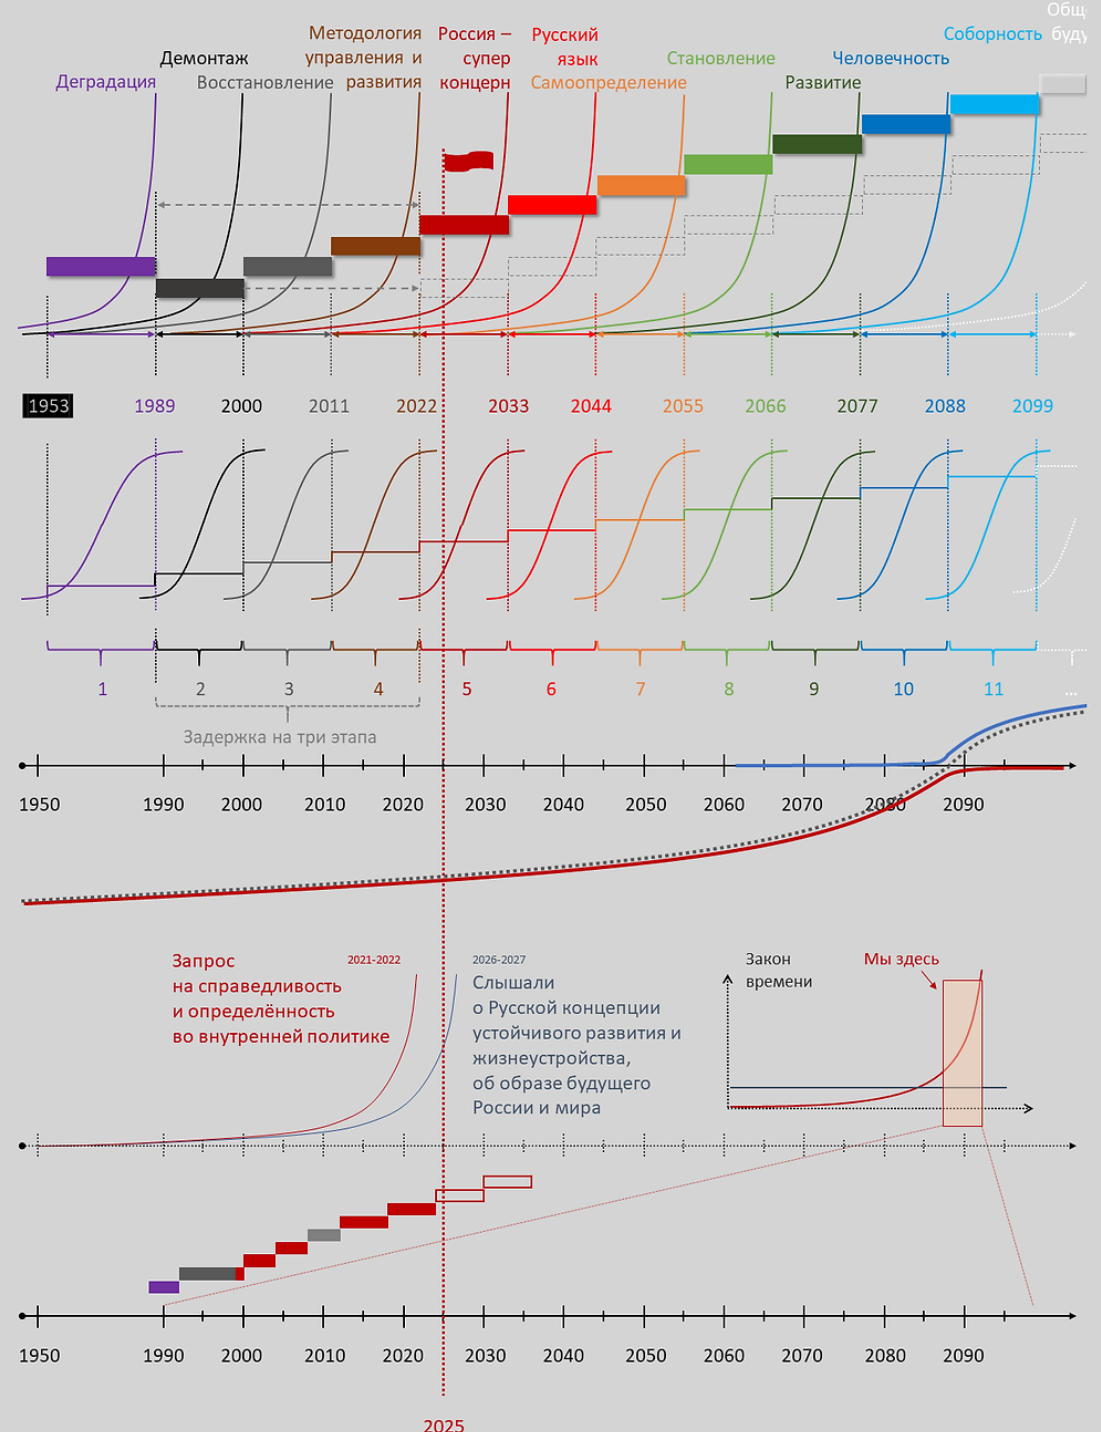 Общ
Соборность буду
Методология
управления и
развития
Россия –
супер
концерн
Русский
язык
Демонтаж
Становление
Человечность
Деградация
Восстановление
Самоопределение
Развитие
1953 1989 2000 2011 2022 2033 2044 2055 2066 2077 2088 2099
1 2 3 4 5 6 7 8 9 10 11 ...
Задержка на три этапа
1950 1990 2000 2010 2020 2030 2040 2050 2060 2070 2080 2090
Запрос
на справедливость
и определённость
во внутренней политике
2021-2022
2026-2027
Слышали
о Русской концепции
устойчивого развития и
жизнеустройства,
об образе будущего
России и мира
Закон
времени
Мы здесь
1950 1990 2000 2010 2020 2030 2040 2050 2060 2070 2080 2090
2025